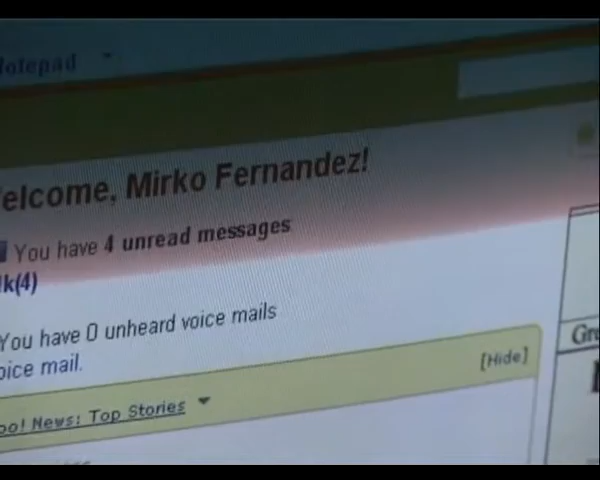 Notepad
elcome, Mirko Fernandez!
You have 4 unread messages
lk(4)
You have 0 unheard voice mails
oice mail.
[Hide]
oo! News: Top Stories
Gr